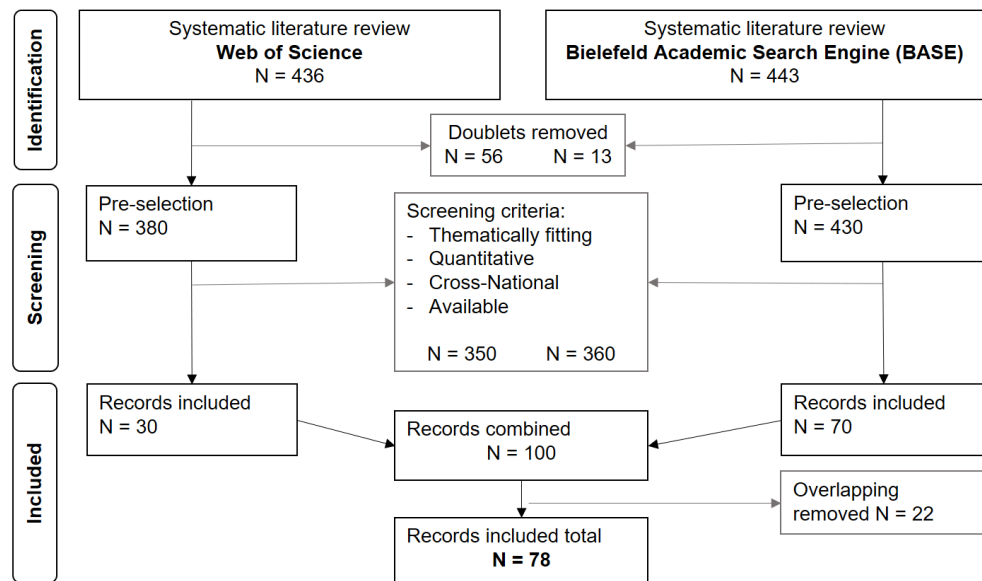 Identification
Systematic literature review
Web of Science
N = 436
Systematic literature review
Bielefeld Academic Search Engine (BASE)
N = 443
Doublets removed
N = 56 N = 13
Screening
Pre-selection
N = 380
Screening criteria:
- Thematically fitting
- Quantitative
- Cross-National
- Available
N = 350 N = 360
Pre-selection
N = 430
Included
Records included
N = 30
Records combined
N = 100
Records included
N = 70
Overlapping
removed N = 22
Records included total
N = 78